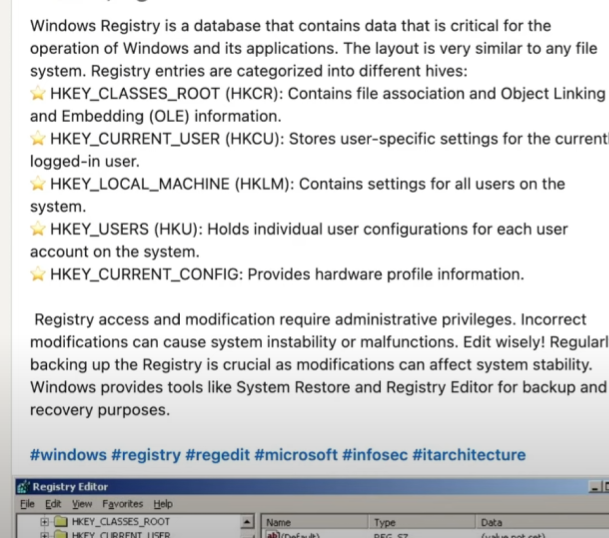 Windows Registry is a database that contains data that is critical for the
operation of Windows and its applications. The layout is very similar to any file
system. Registry entries are categorized into different hives:
⭐ HKEY_CLASSES_ROOT (HKCR): Contains file association and Object Linking
and Embedding (OLE) information.
⭐ HKEY_CURRENT_USER (HKCU): Stores user-specific settings for the current
logged-in user.
⭐ HKEY_LOCAL_MACHINE (HKLM): Contains settings for all users on the
system.
⭐ HKEY_USERS (HKU): Holds individual user configurations for each user
account on the system.
⭐ HKEY_CURRENT_CONFIG: Provides hardware profile information.
Registry access and modification require administrative privileges. Incorrect
modifications can cause system instability or malfunctions. Edit wisely! Regularl
backing up the Registry is crucial as modifications can affect system stability.
Windows provides tools like System Restore and Registry Editor for backup and
recovery purposes.
#windows #registry #regedit #microsoft #infosec #itarchitecture
Registry Editor
File Edit View Favorites Help
HKEY_CLASSES_ROOT Name Type Data
HKEY_CURRENT_USER (Default) REG_SZ (value not set)